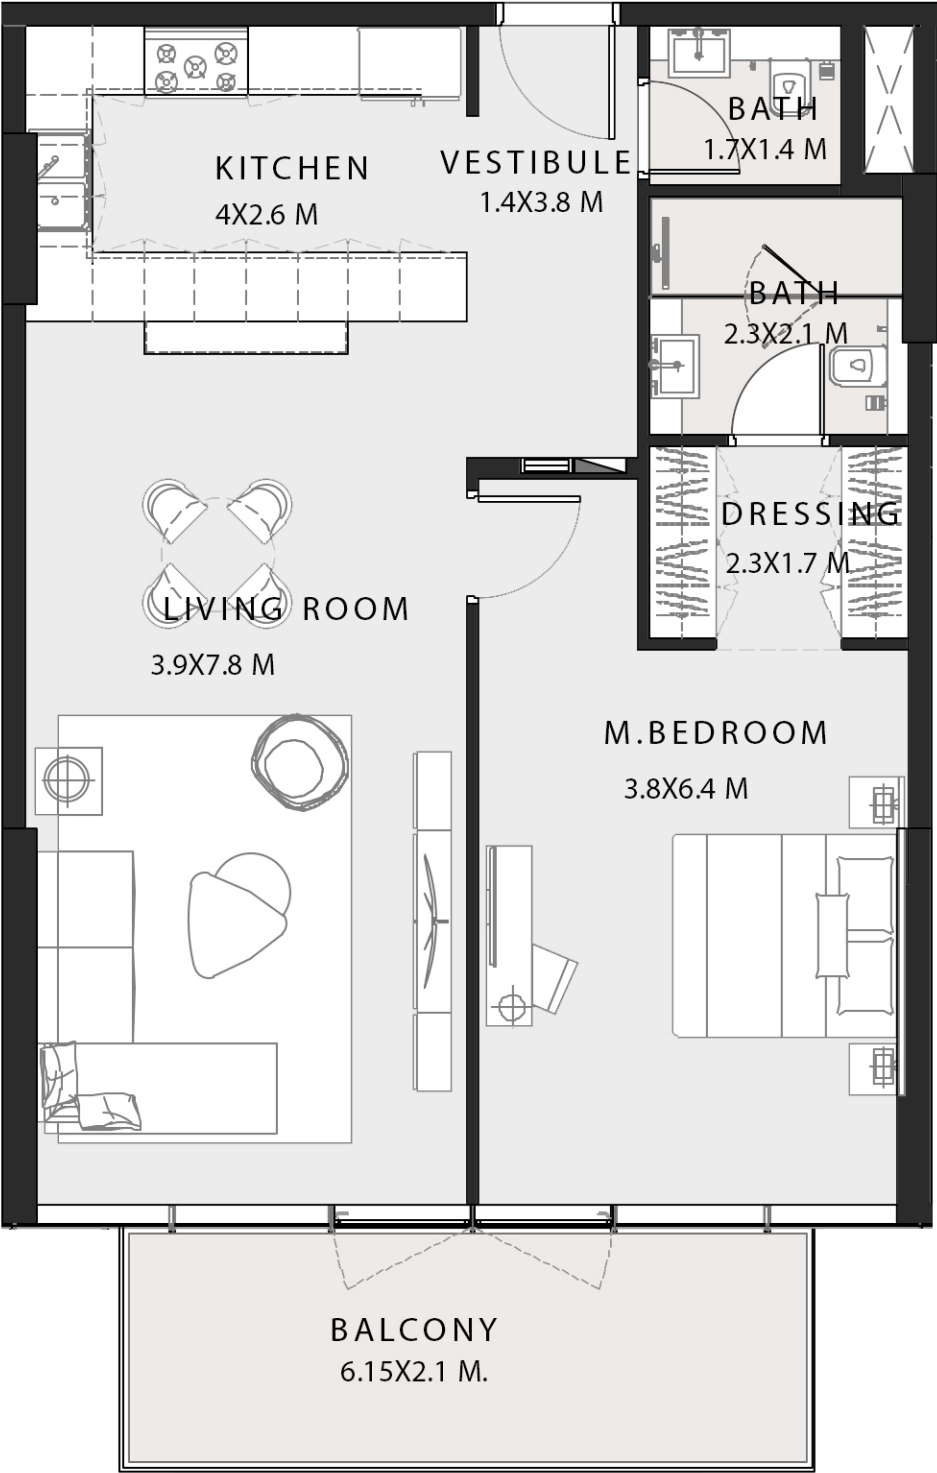 BATH
1.7X1.4 M
KITCHEN
4X2.6 M
VESTIBULE
1.4X3.8 M
BATH
2.3X2.1 M
DRESSING
2.3X1.7 M
LIVING ROOM
3.9X7.8 M
M.BEDROOM
3.8X6.4 M
BALCONY
6.15X2.1 M.